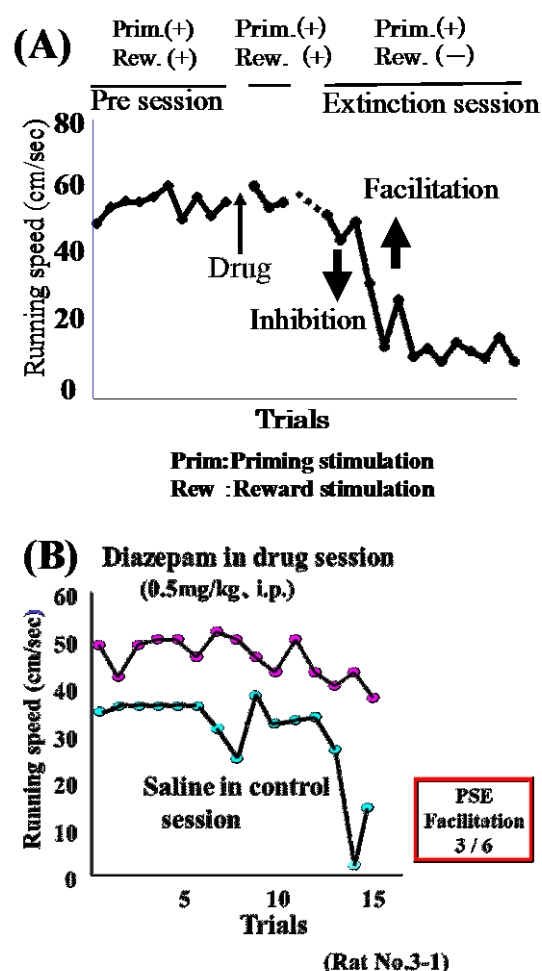 (A)
Prim.(+)
Rew. (+)
Prim.(+)
Rew. (+)
Prim.(+)
Rew. (—)
Pre session
Extinction session
Running speed (cm/sec)
80
60
40
20
0
Drug
Facilitation
Inhibition
Trials
Prim:Priming stimulation
Rew :Reward stimulation
(B)
Diazepam in drug session
(0.5mg/kg、i.p.)
Running speed (cm/sec)
60
50
40
30
20
10
0
Saline in control
session
5
10
15
Trials
PSE
Facilitation
3 / 6
(Rat No.3-1)